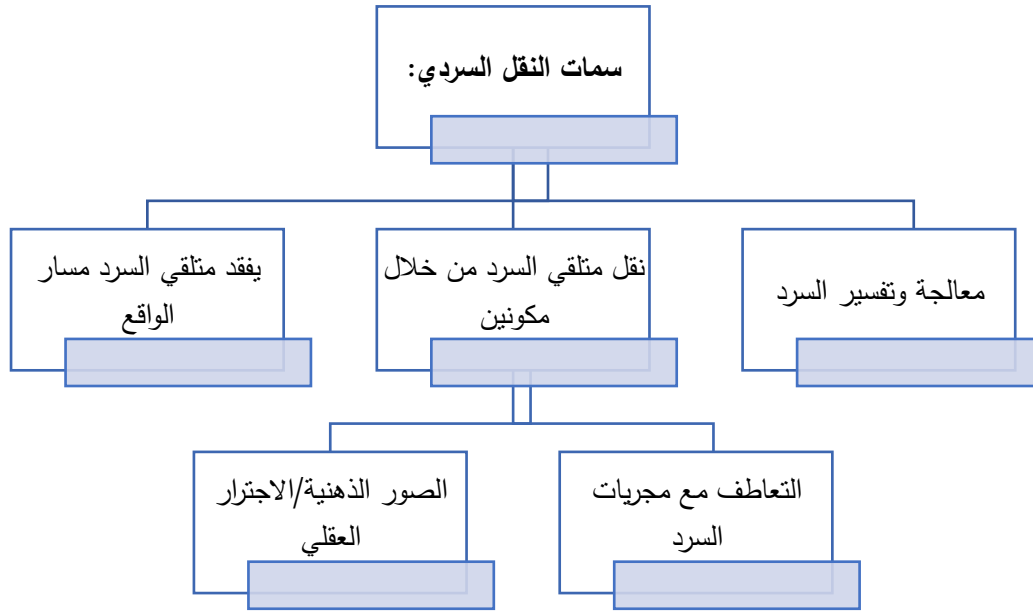 سمات النقل السردي:
معالجة وتفسير السرد
نقل متلقي السرد من خلال
مكونين
يفقد متلقي السرد مسار
الواقع
التعاطف مع مجريات
السرد
الصور الذهنية/الاجترار
العقلي